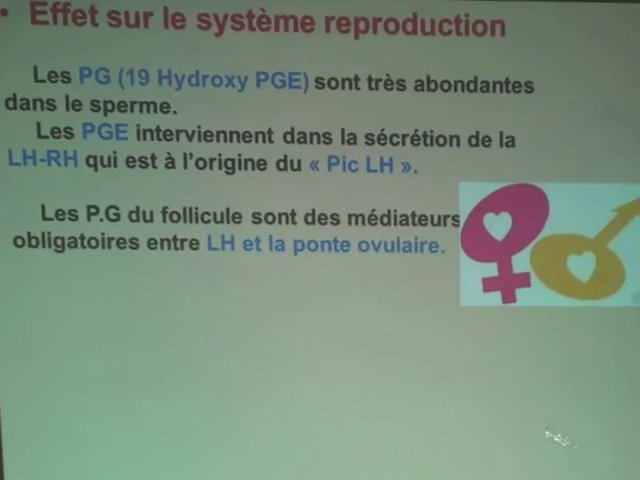 • Effet sur le système reproduction
Les PG (19 Hydroxy PGE) sont très abondantes
dans le sperme.
Les PGE interviennent dans la sécrétion de la
LH-RH qui est à l'origine du « Pic LH ».
Les P.G du follicule sont des médiateurs
obligatoires entre LH et la ponte ovulaire.